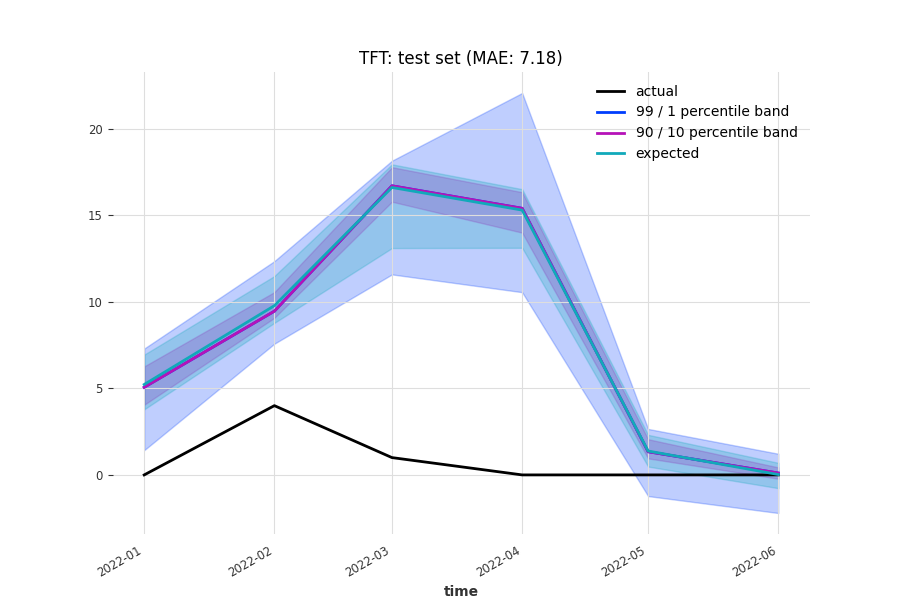 TFT: test set (MAE: 7.18)
actual
99 / 1 percentile band
90 / 10 percentile band
expected
20
15
10
5
0
2022-01
2022-02
2022-03
2022-04
2022-05
2022-06
time